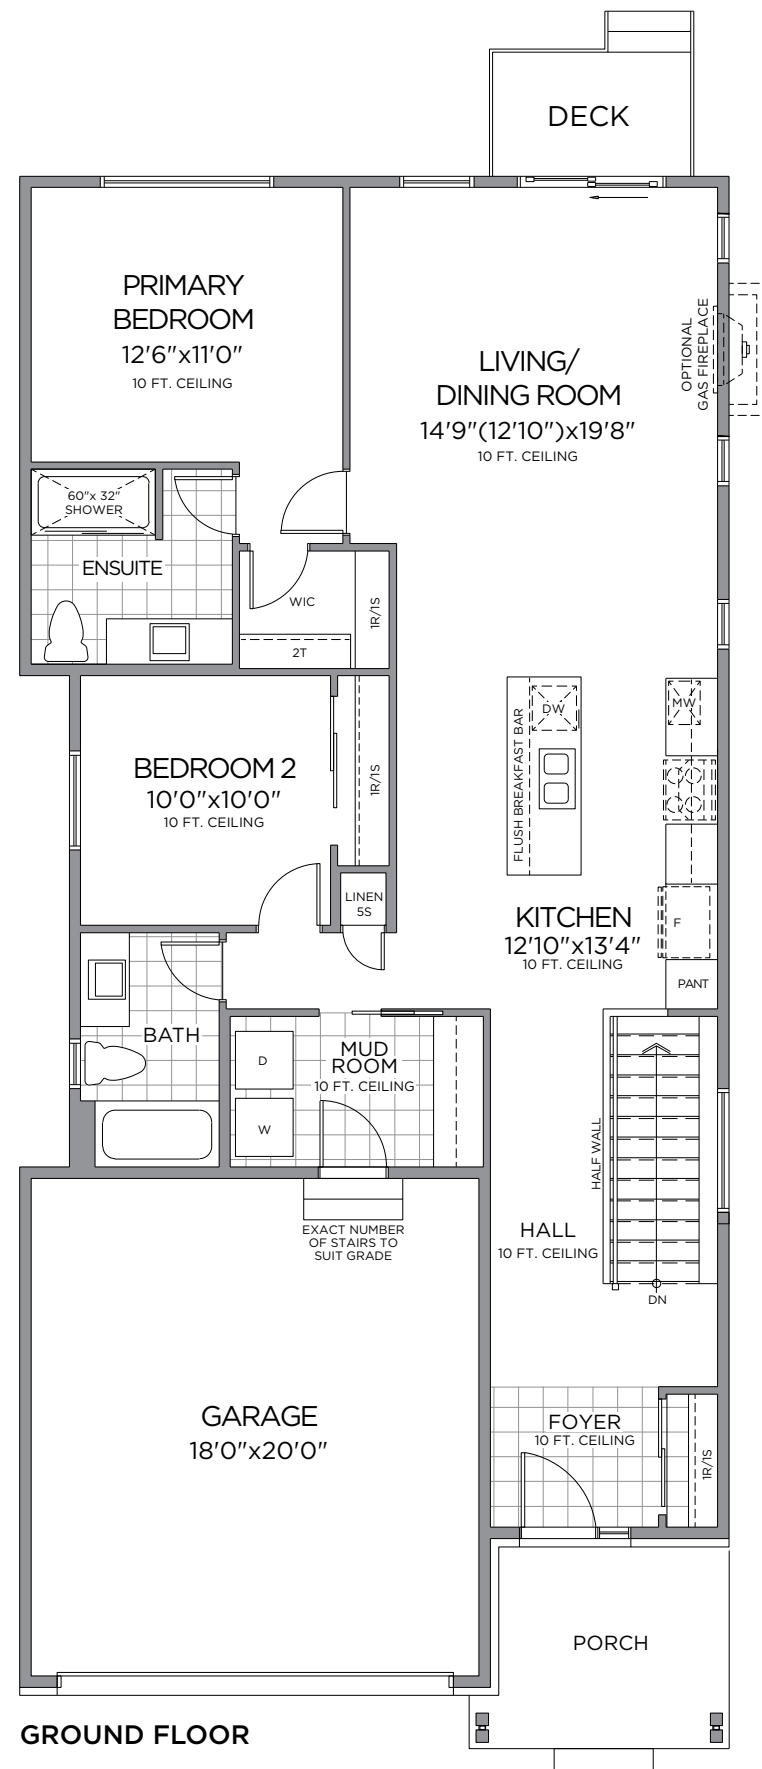 DECK
PRIMARY
BEDROOM
12'6"x11'0"
10 FT. CEILING
LIVING/
DINING ROOM
14'9"(12'10")x19'8"
10 FT. CEILING
OPTIONAL
GAS FIREPLACE
60"x 32"
SHOWER
ENSUITE
WIC
1R/1S
2T
BEDROOM 2
10'0"x10'0"
10 FT. CEILING
1R/1S
FLUSH BREAKFAST BAR
DW
MW
LINEN
5S
KITCHEN
12'10"x13'4"
10 FT. CEILING
F
PANT
BATH
D
W
MUD
ROOM
10 FT. CEILING
HALF WALL
HALL
10 FT. CEILING
DN
EXACT NUMBER
OF STAIRS TO
SUIT GRADE
GARAGE
18'0"x20'0"
FOYER
10 FT. CEILING
1R/1S
PORCH
GROUND FLOOR